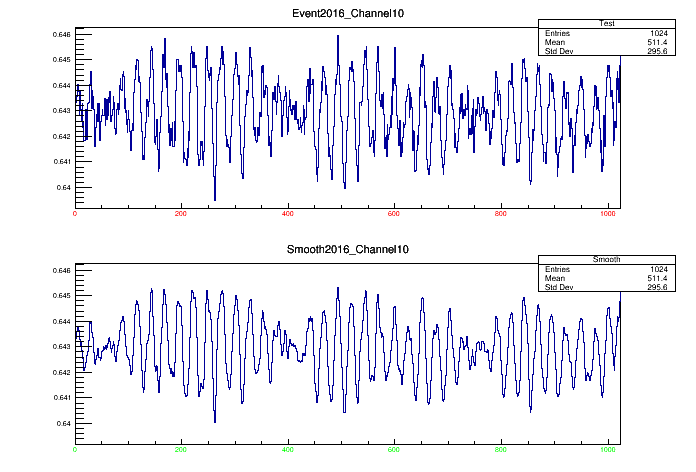 Event2016_Channel10
Test
Entries 1024
Mean 511.4
Std Dev 295.6
0.646
0.645
0.644
0.643
0.642
0.641
0.64
0 200 400 600 800 1000
Smooth2016_Channel10
Smooth
Entries 1024
Mean 511.4
Std Dev 295.6
0.646
0.645
0.644
0.643
0.642
0.641
0.64
0 200 400 600 800 1000